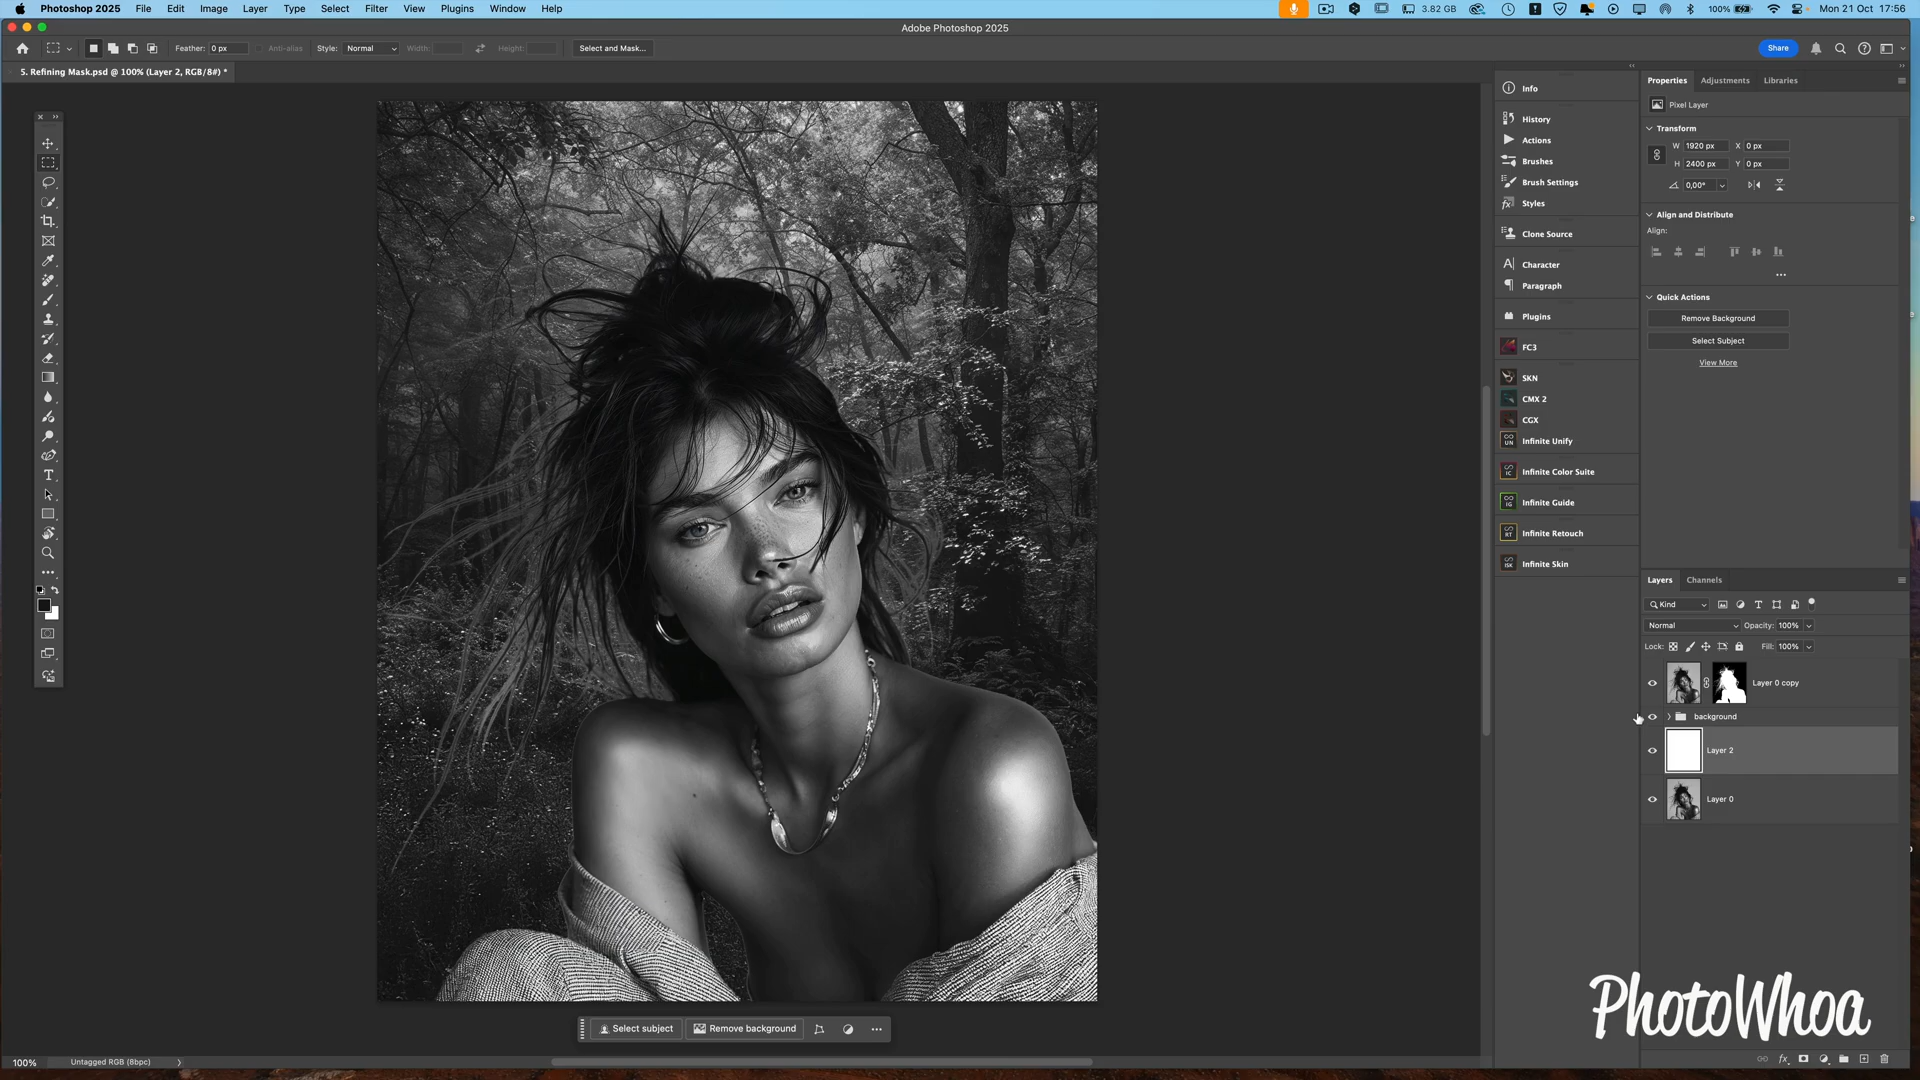 Photoshop 2025 File Edit Image Layer Type Select Filter View Plugins Window Help 3.82 GB 100% Mon 21 Oct 17:56
Adobe Photoshop 2025
Feather: 0 px Anti-alias Style: Normal Width: Height: Select and Mask... Share
5. Refining Mask.psd @ 100% (Layer 2, RGB/8#) *
Info
History
Actions
Brushes
Brush Settings
Styles
Clone Source
Character
Paragraph
Plugins
FC3
SKN
CMX 2
CGX
Infinite Unify
Infinite Color Suite
Infinite Guide
Infinite Retouch
Infinite Skin
Properties Adjustments Libraries
Pixel Layer
Transform
W 1920 px X 0 px
H 2400 px Y 0 px
0,00°
Align and Distribute
Align:
Quick Actions
Remove Background
Select Subject
View More
Layers Channels
Kind
Normal Opacity: 100%
Lock: Fill: 100%
Layer 0 copy
background
Layer 2
Layer 0
Select subject Remove background
PhotoWhoa
100% Untagged RGB (8bpc)